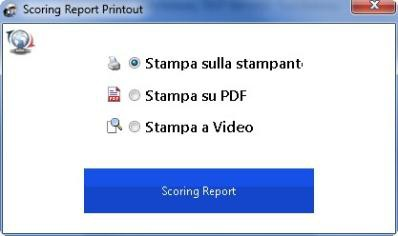 Scoring Report Printout
Stampa sulla stampant
Stampa su PDF
Stampa a Video
Scoring Report